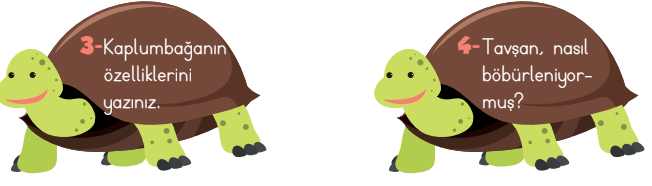 3-Kaplumbağanın
özelliklerini
yazınız.
4-Tavşan, nasıl
böbürleniyor-
muş?